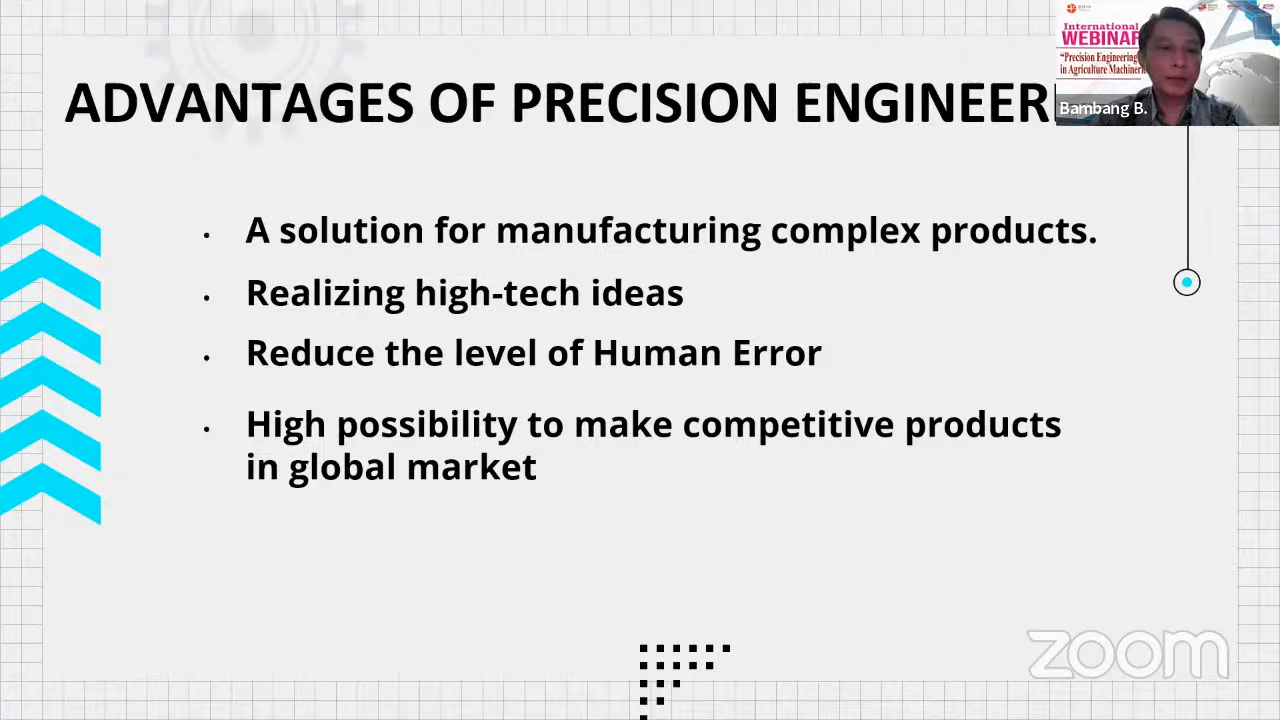 ADVANTAGES OF PRECISION ENGINEER
International
WEBINAR
"Precision Engineering
in Agriculture
Bambang B.
• A solution for manufacturing complex products.
• Realizing high-tech ideas
• Reduce the level of Human Error
• High possibility to make competitive products
in global market
zoom